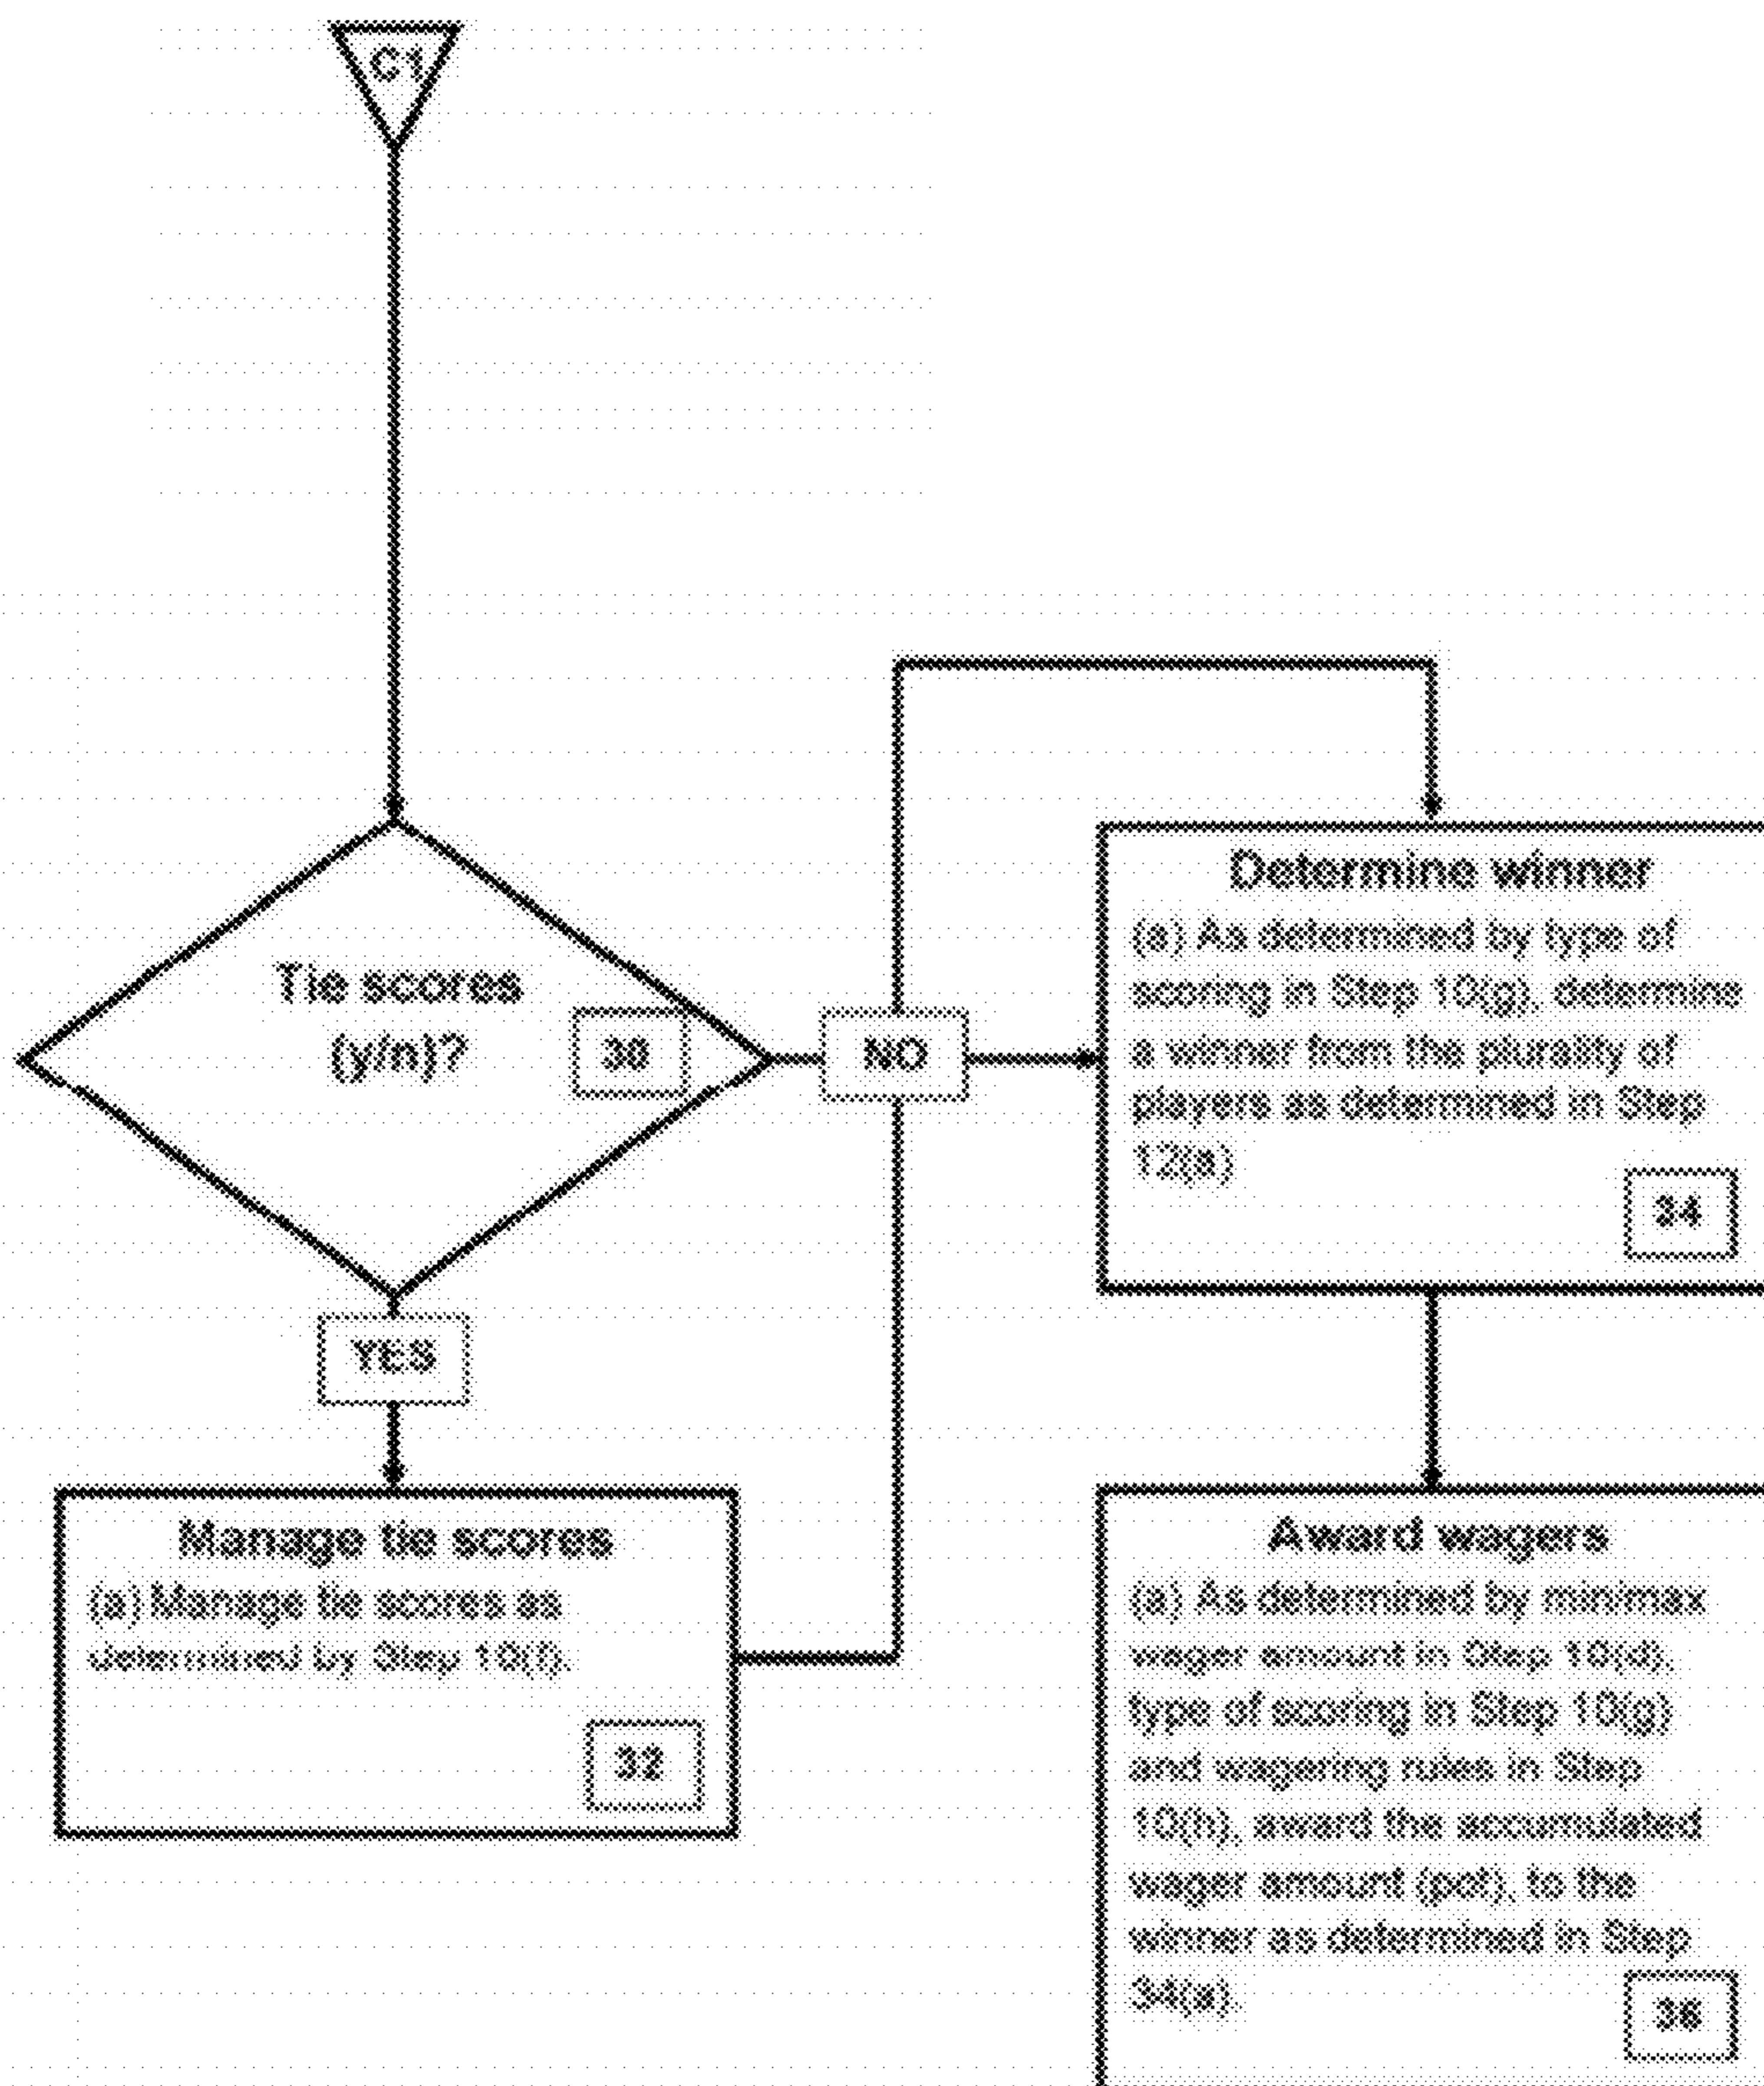 C1
Tie scores
(y/n)?
30
NO
YES
Manage tie scores
(a) Manage tie scores as
determined by Step 10(f).
32
Determine winner
(a) As determined by type of
scoring in Step 10(g), determine
a winner from the plurality of
players as determined in Step
12(a)
34
Award wagers
(a) As determined by minimax
wager amount in Step 10(d),
type of scoring in Step 10(g)
and wagering rules in Step
10(h), award the accumulated
wager amount (pot), to the
winner as determined in Step
34(a).
36